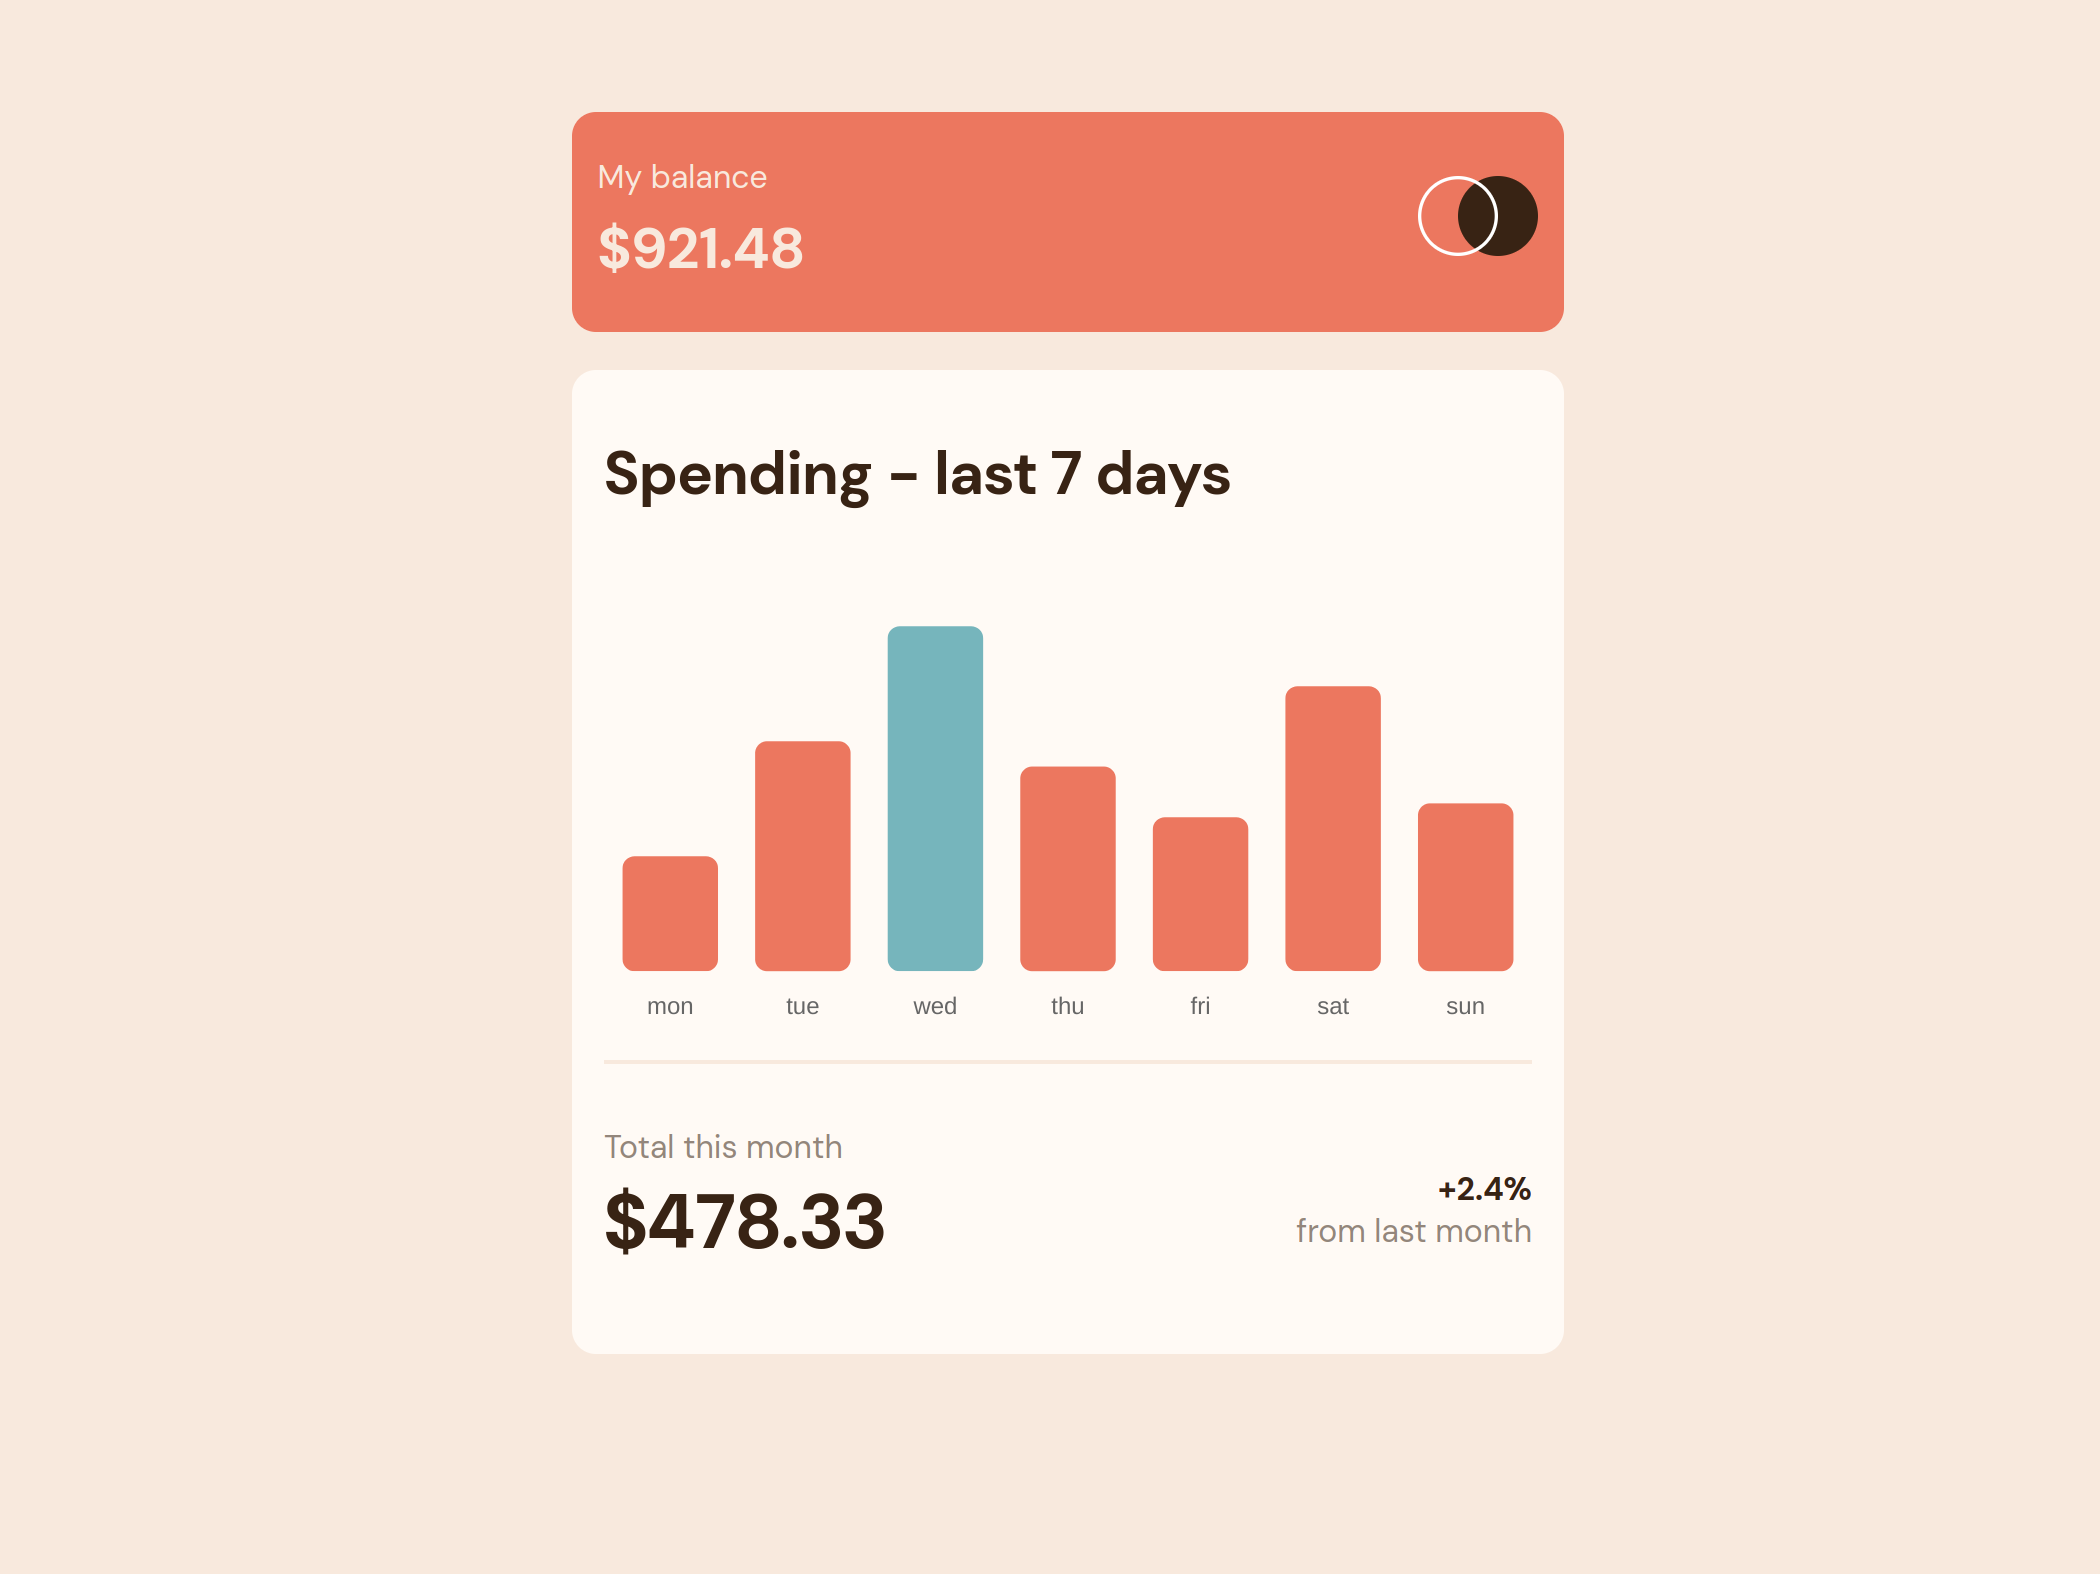 My balance
$921.48
Spending - last 7 days
mon tue wed thu fri sat sun
Total this month
$478.33
+2.4%
from last month